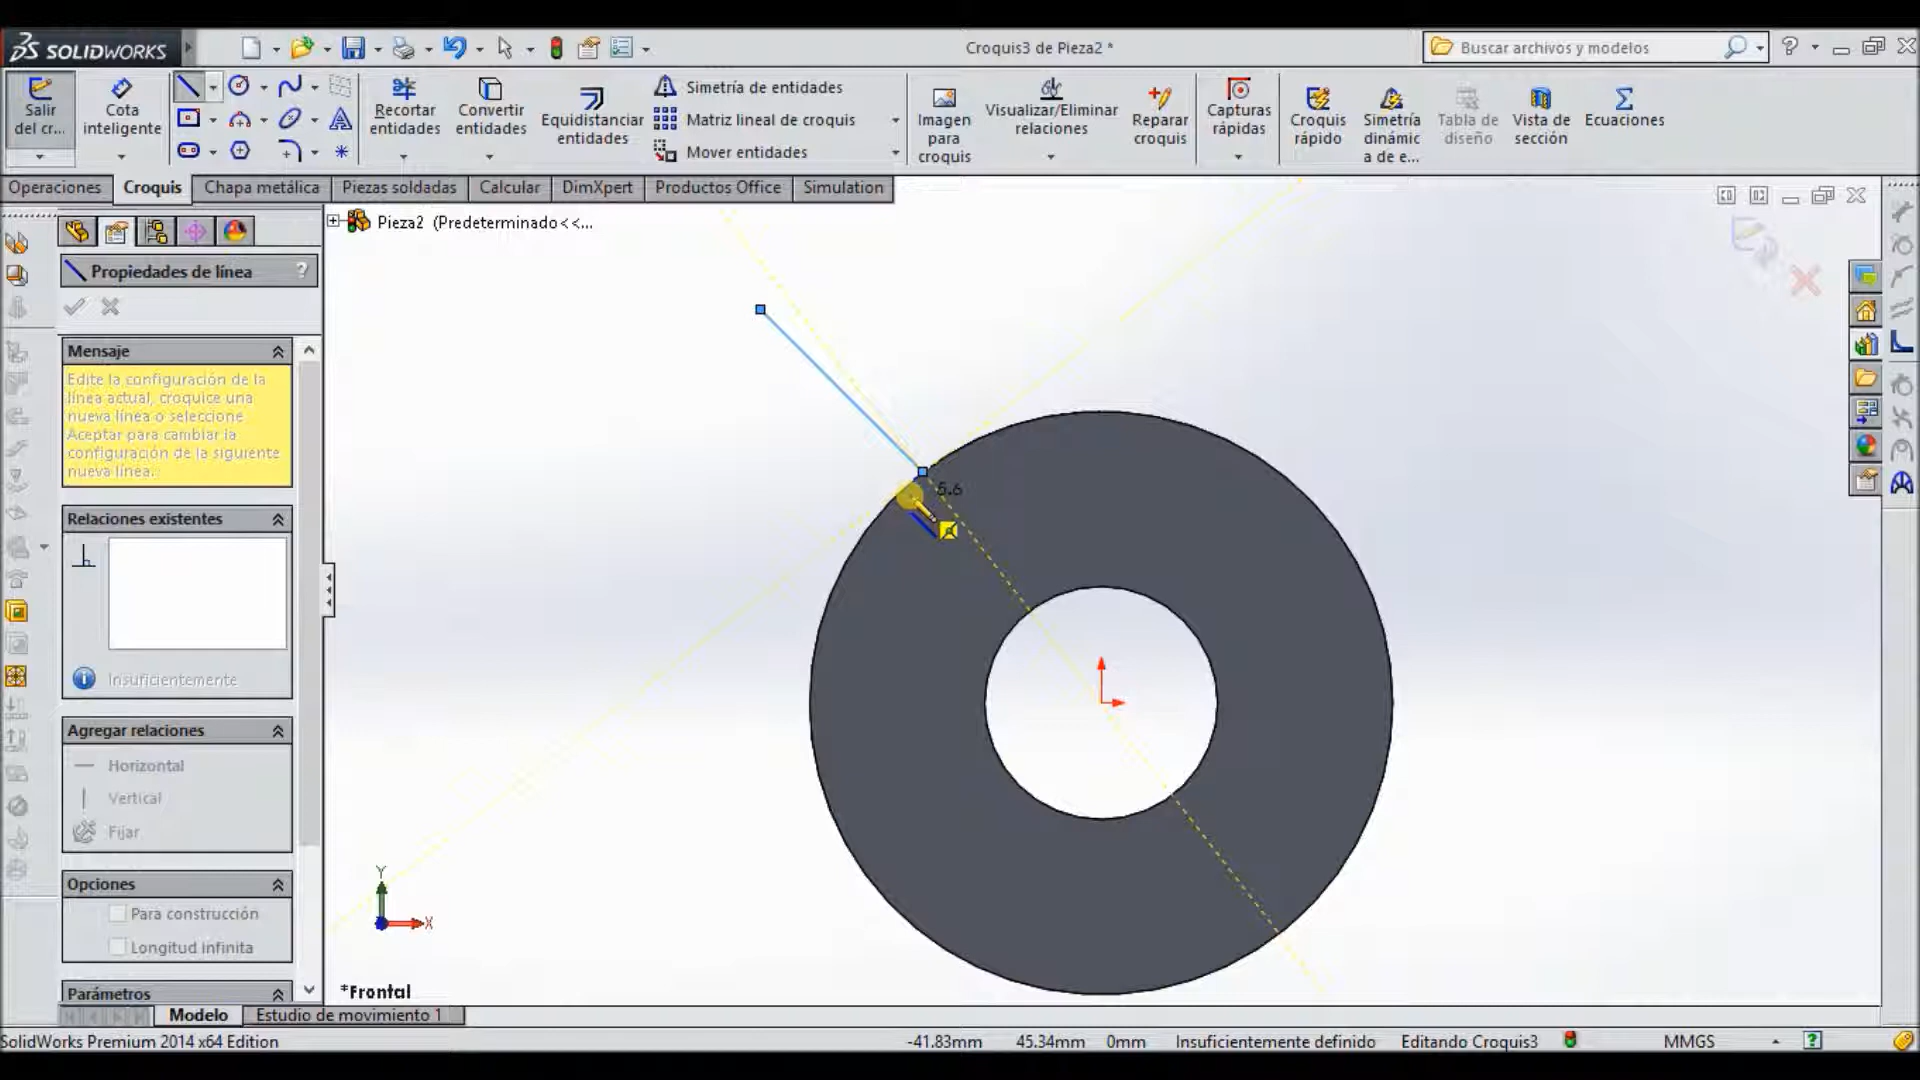 SOLIDWORKS
Croquis3 de Pieza2 *
Buscar archivos y modelos
Salir
del cr...
Cota
inteligente
Recortar
entidades
Convertir
entidades
Equidistanciar
entidades
Simetría de entidades
Matriz lineal de croquis
Mover entidades
Imagen
para
croquis
Visualizar/Eliminar
relaciones
Reparar
croquis
Capturas
rápidas
Croquis
rápido
Simetría
dinámic
a de e...
Tabla de
diseño
Vista de
sección
Ecuaciones
Operaciones
Croquis
Chapa metálica
Piezas soldadas
Calcular
DimXpert
Productos Office
Simulation
Pieza2 (Predeterminado<<...
Propiedades de línea
?
Mensaje
Edite la configuración de la
línea actual, croquice una
nueva línea o seleccione
Aceptar para cambiar la
configuración de la siguiente
nueva línea.
Relaciones existentes
Insuficientemente
Agregar relaciones
Horizontal
Vertical
Fijar
Opciones
Para construcción
Longitud infinita
Parámetros
5.6
Y
X
*Frontal
Modelo
Estudio de movimiento 1
SolidWorks Premium 2014 x64 Edition
-41.83mm
45.34mm
0mm
Insuficientemente definido
Editando Croquis3
MMGS